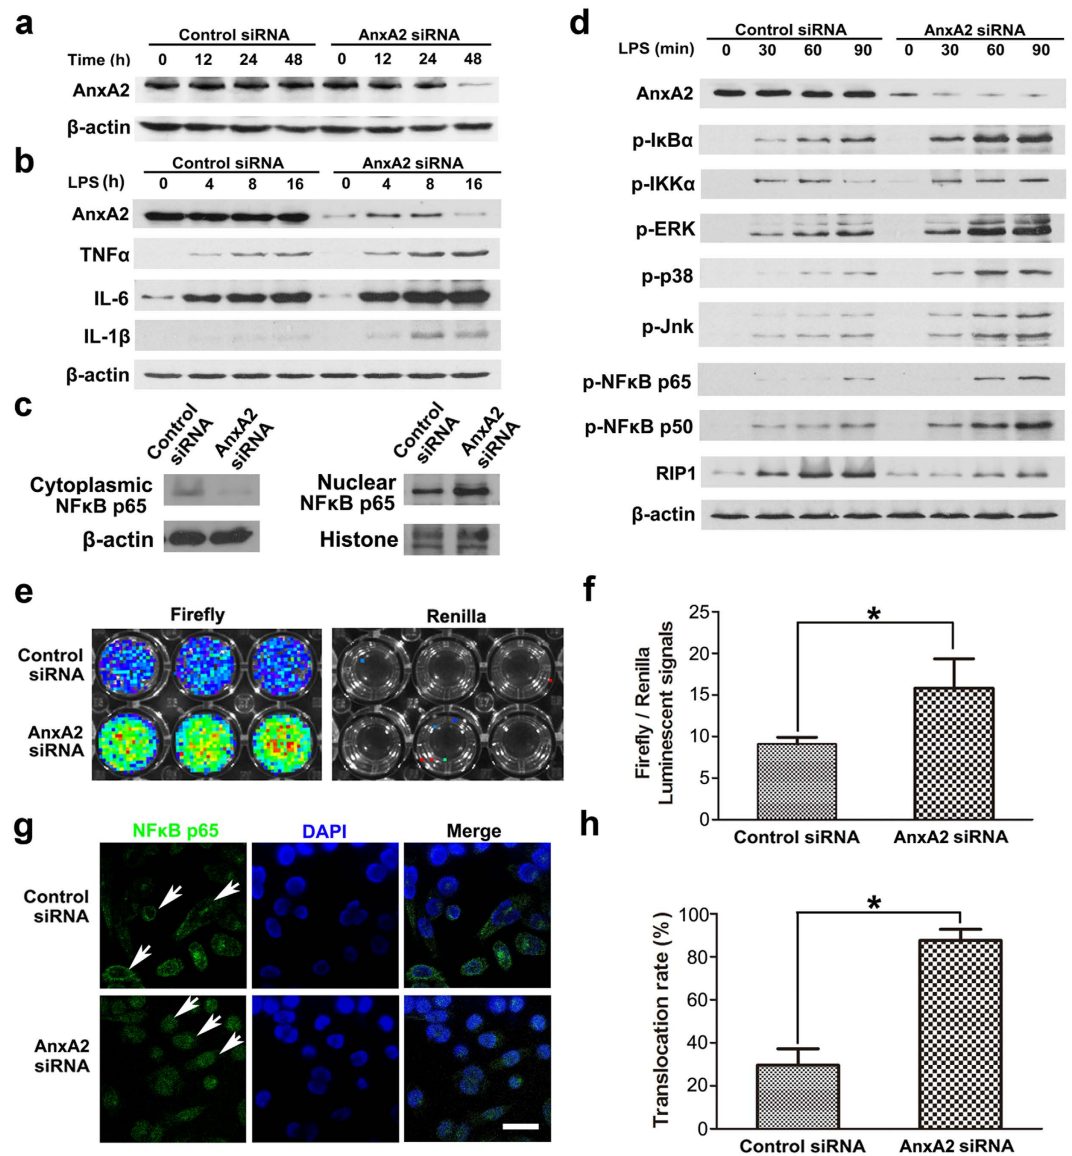 a
Control siRNA AnxA2 siRNA
Time (h) 0 12 24 48 0 12 24 48
AnxA2
β-actin
b
Control siRNA AnxA2 siRNA
LPS (h) 0 4 8 16 0 4 8 16
AnxA2
TNFα
IL-6
IL-1β
β-actin
c
Control siRNA
AnxA2 siRNA
Cytoplasmic
NFκB p65
β-actin
Control siRNA
AnxA2 siRNA
Nuclear
NFκB p65
Histone
d
Control siRNA AnxA2 siRNA
LPS (min) 0 30 60 90 0 30 60 90
AnxA2
p-IκBα
p-IKKα
p-ERK
p-p38
p-Jnk
p-NFκB p65
p-NFκB p50
RIP1
β-actin
e
Firefly Renilla
Control
siRNA
AnxA2
siRNA
f
Firefly / Renilla
Luminescent signals
25
20
15
10
5
0
*
Control siRNA AnxA2 siRNA
g
NFκB p65 DAPI Merge
Control
siRNA
AnxA2
siRNA
h
Translocation rate (%)
100
80
60
40
20
0
*
Control siRNA AnxA2 siRNA